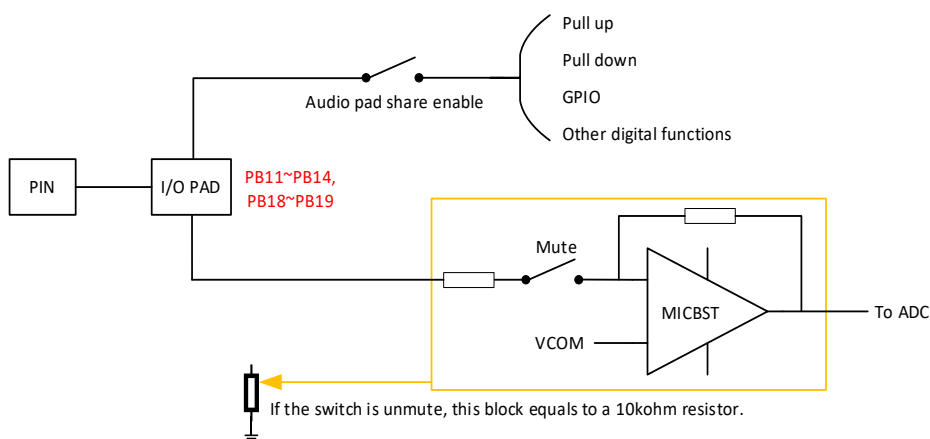 Pull up
Pull down
Audio pad share enable
GPIO
Other digital functions
PIN
I/O PAD
PB11~PB14,
PB18~PB19
Mute
MICBST
To ADC
VCOM
If the switch is unmute, this block equals to a 10kohm resistor.